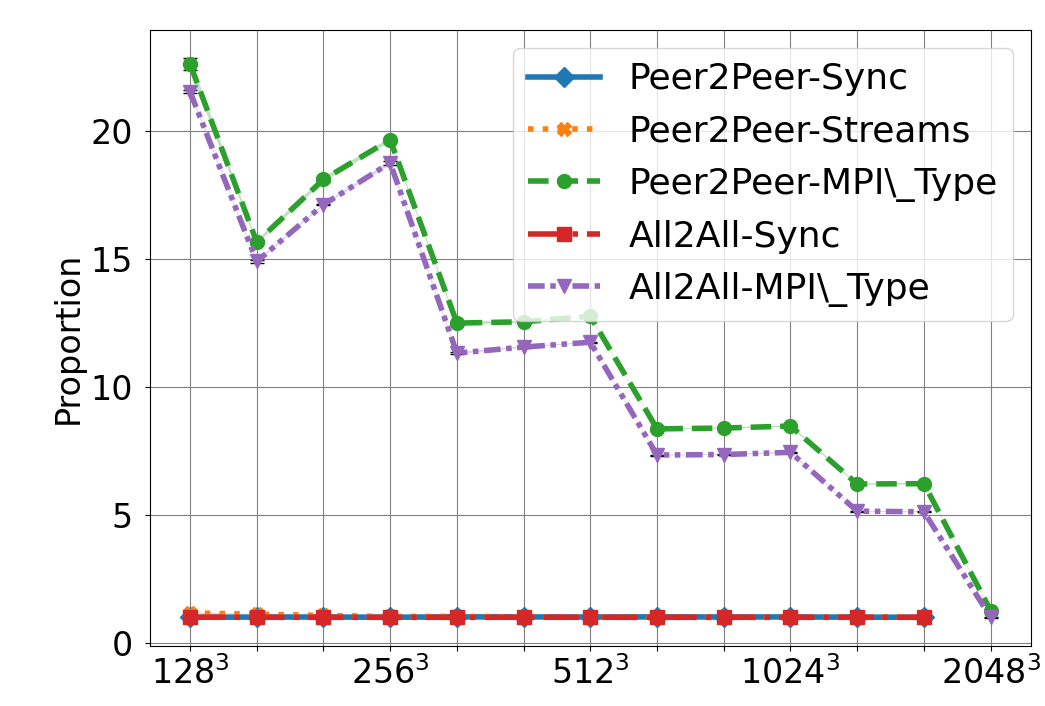 Proportion
20
15
10
5
0
128³
256³
512³
1024³
2048³
Peer2Peer-Sync
Peer2Peer-Streams
Peer2Peer-MPI\_Type
All2All-Sync
All2All-MPI\_Type